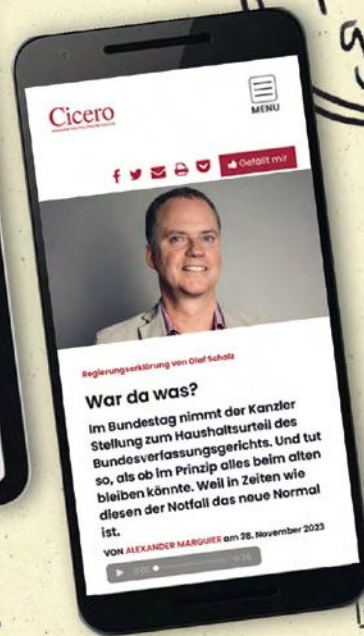 Cicero
MENU
Gefällt mir
Regierungserklärung von Olaf Scholz
War da was?
Im Bundestag nimmt der Kanzler
Stellung zum Haushaltsurteil des
Bundesverfassungsgerichts. Und tut
so, als ob im Prinzip alles beim alten
bleiben könnte. Weil in Zeiten wie
diesen der Notfall das neue Normal
ist.
VON ALEXANDER MARGUIER am 28. November 2023
0:00